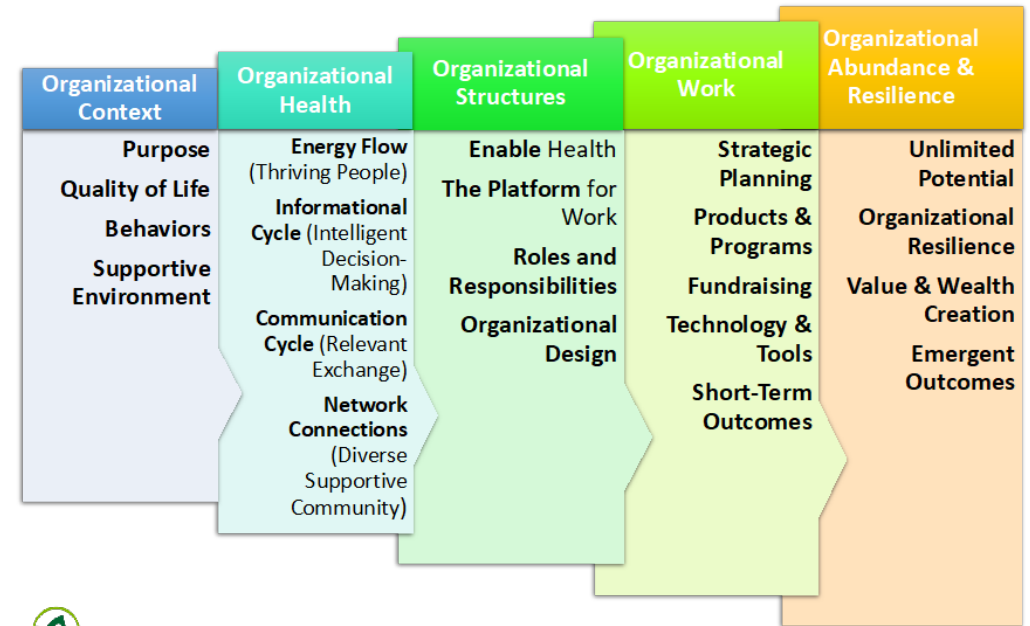 Organizational
Context
Purpose
Quality of Life
Behaviors
Supportive
Environment
Organizational
Health
Energy Flow
(Thriving People)
Informational
Cycle (Intelligent
Decision-
Making)
Communication
Cycle (Relevant
Exchange)
Network
Connections
(Diverse
Supportive
Community)
Organizational
Structures
Enable Health
The Platform for
Work
Roles and
Responsibilities
Organizational
Design
Organizational
Work
Strategic
Planning
Products &
Programs
Fundraising
Technology &
Tools
Short-Term
Outcomes
Organizational
Abundance &
Resilience
Unlimited
Potential
Organizational
Resilience
Value & Wealth
Creation
Emergent
Outcomes